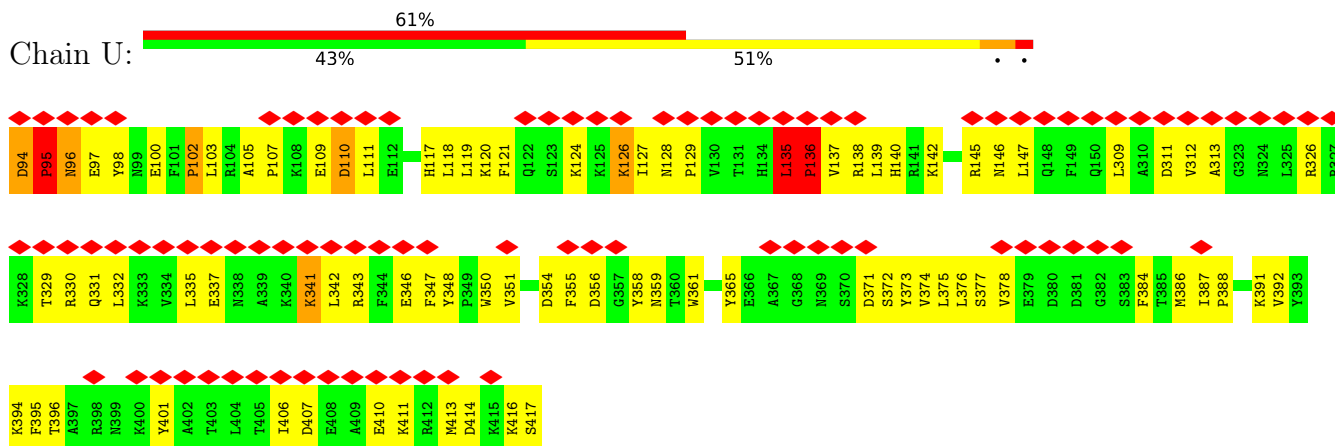 61%
Chain U:
43% 51% • •
D94 P95 N96 E97 Y98 N99 E100 F101 P102 L103 R104 A105 P107 K108 E109 D110 L111 E112 H117 L118 L119 K120 F121 Q122 S123 K124 K125 K126 I127 N128 P129 V130 T131 H134 L135 P136 V137 R138 L139 H140 R141 K142 R145 N146 L147 Q148 F149 Q150 L309 A310 D311 V312 A313 G323 N324 L325 R326 R327
K328 T329 R330 Q331 L332 K333 V334 L335 E337 N338 A339 K340 K341 L342 R343 F344 E346 F347 Y348 P349 W350 V351 D354 F355 D356 G357 Y358 N359 T360 W361 Y365 E366 A367 G368 N369 S370 D371 S372 Y373 V374 L375 L376 S377 V378 E379 D380 D381 G382 S383 F384 T385 M386 I387 P388 K391 V392 Y393
K394 F395 T396 A397 R398 N399 K400 Y401 A402 T403 L404 T405 I406 D407 E408 A409 E410 K411 R412 M413 D414 K415 K416 S417